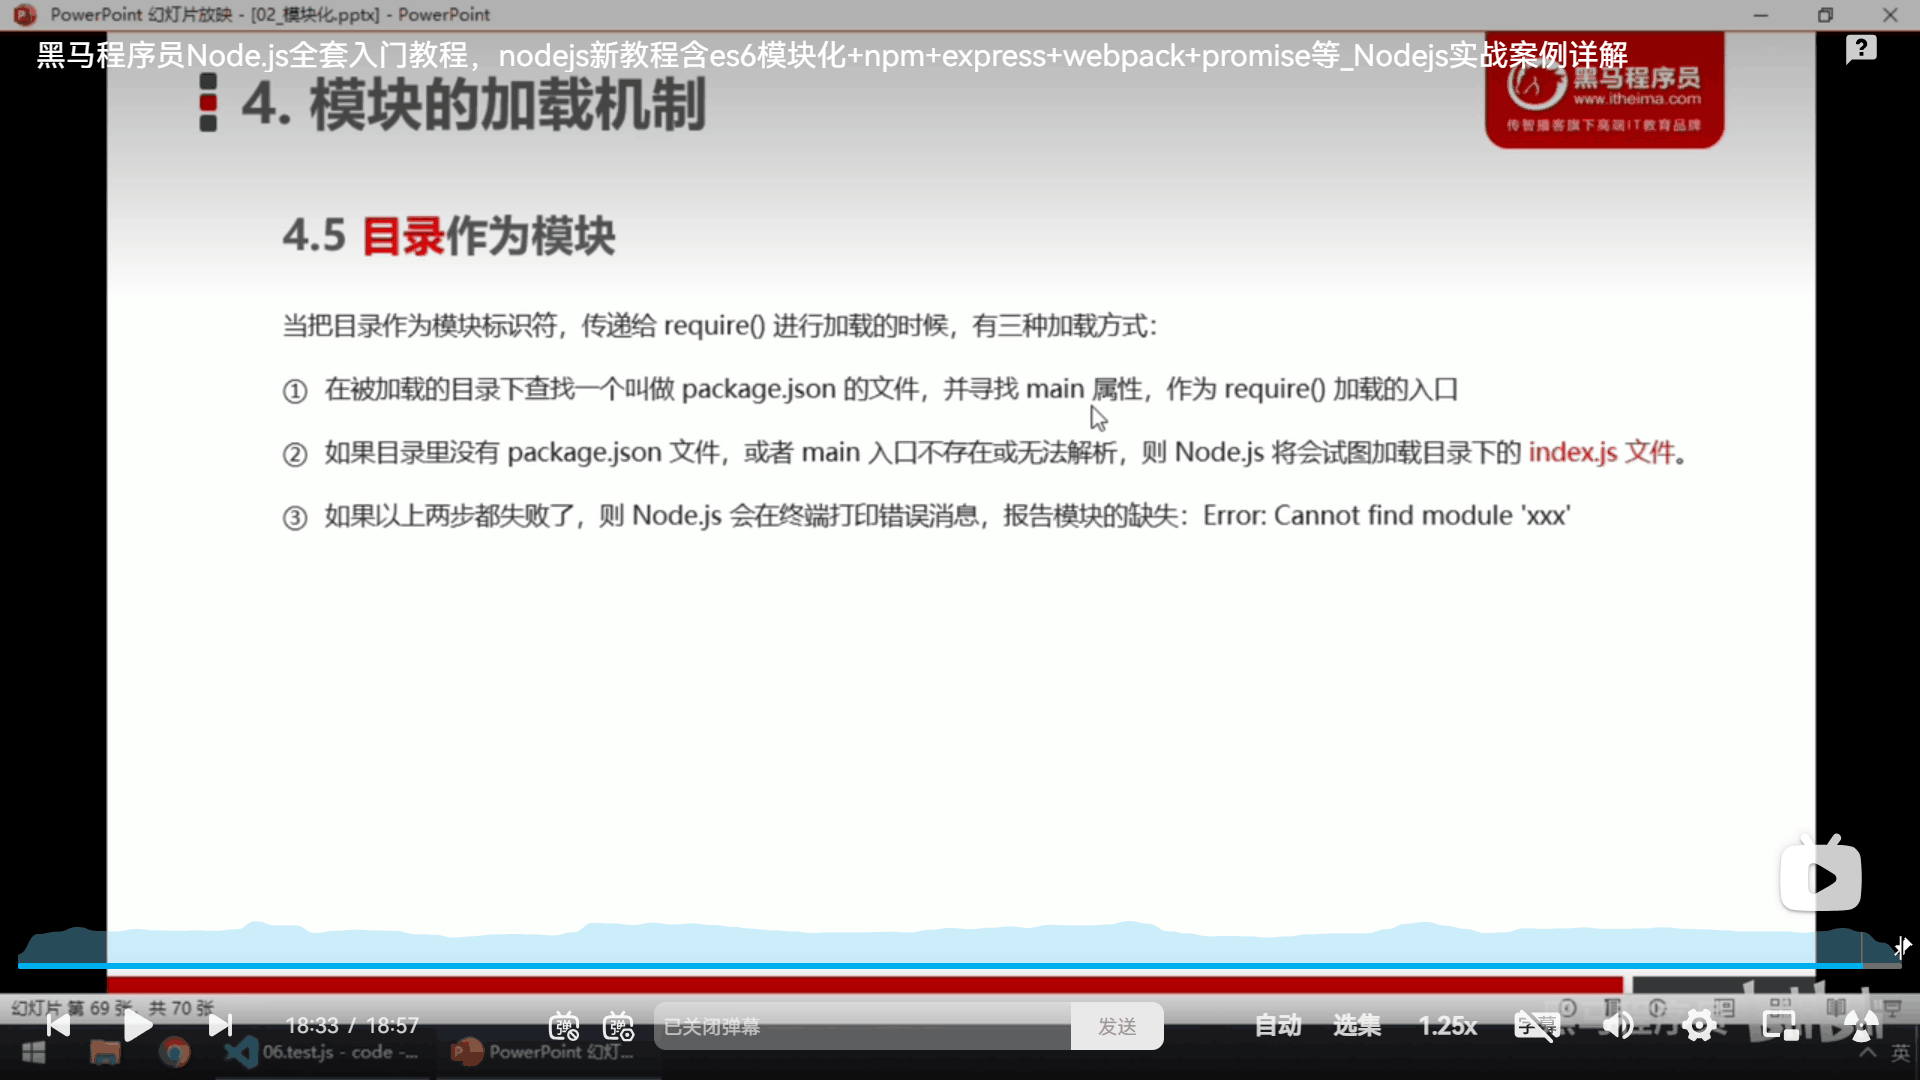 PowerPoint 幻灯片放映 - [02_模块化.pptx] - PowerPoint
黑马程序员Node.js全套入门教程，nodejs新教程含es6模块化+npm+express+webpack+promise等_Nodejs实战案例详解
4. 模块的加载机制
黑马程序员
www.itheima.com
传智播客旗下高端IT教育品牌
4.5 目录作为模块
当把目录作为模块标识符，传递给 require() 进行加载的时候，有三种加载方式：
① 在被加载的目录下查找一个叫做 package.json 的文件，并寻找 main 属性，作为 require() 加载的入口
② 如果目录里没有 package.json 文件，或者 main 入口不存在或无法解析，则 Node.js 将会试图加载目录下的 index.js 文件。
③ 如果以上两步都失败了，则 Node.js 会在终端打印错误消息，报告模块的缺失：Error: Cannot find module 'xxx'
幻灯片 第 69 张，共 70 张
18:33 / 18:57
弹
弹
已关闭弹幕
发送
自动
选集
1.25x
字幕
06.test.js - code -...
PowerPoint 幻灯...
英